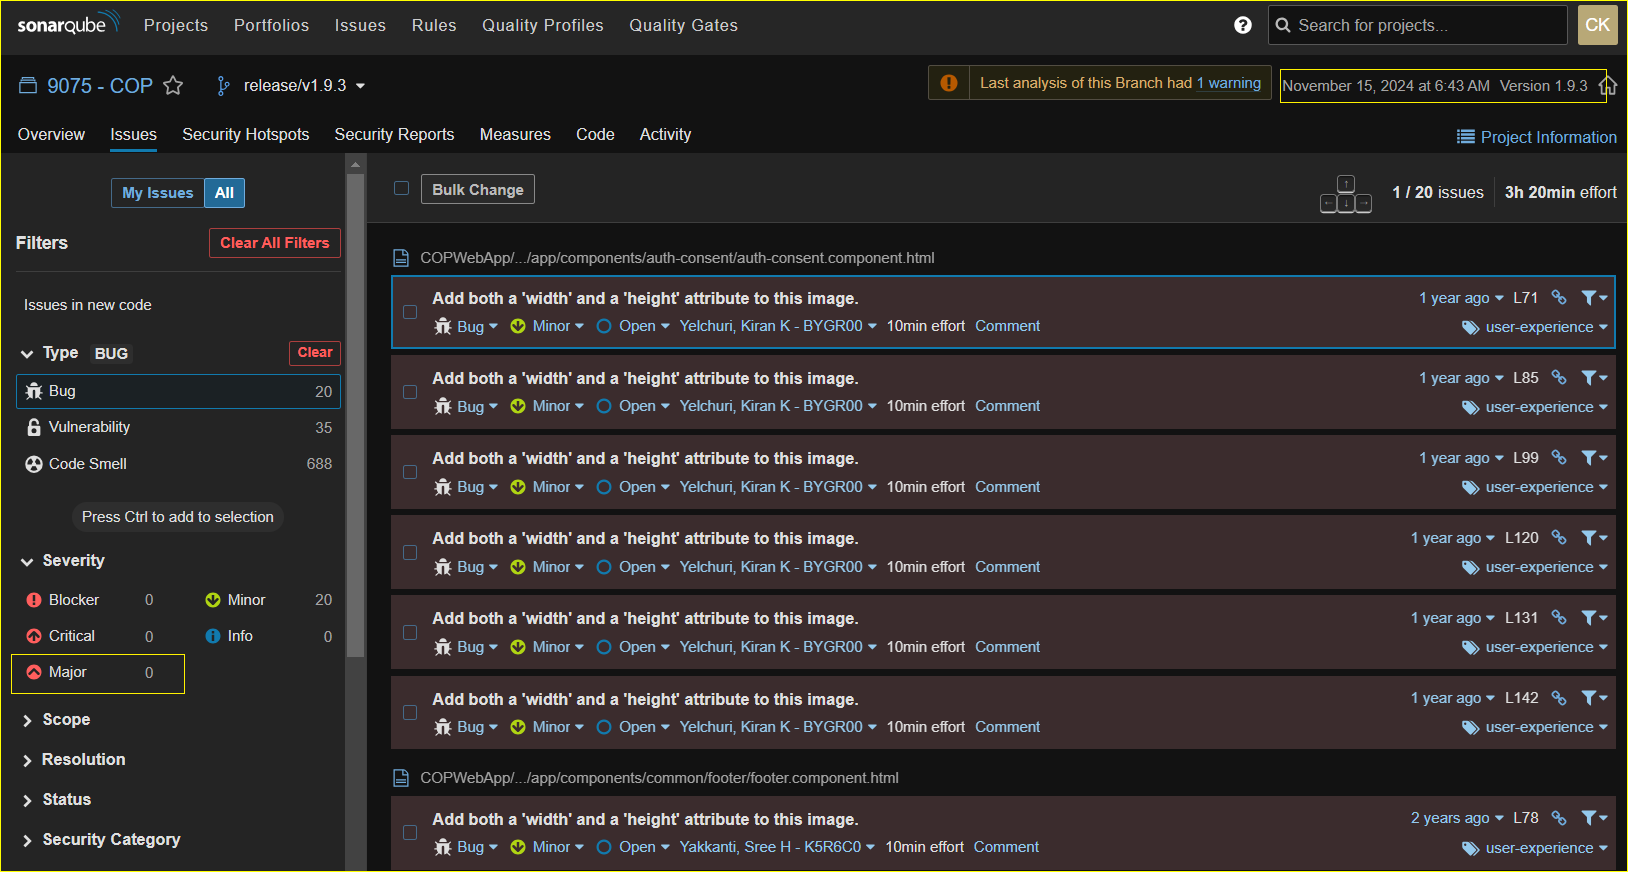 sonarqube Projects Portfolios Issues Rules Quality Profiles Quality Gates ? Search for projects... CK
9075 - COP release/v1.9.3 Last analysis of this Branch had 1 warning November 15, 2024 at 6:43 AM Version 1.9.3
Overview Issues Security Hotspots Security Reports Measures Code Activity Project Information
My Issues All
Filters Clear All Filters
Issues in new code
Type BUG Clear
Bug 20
Vulnerability 35
Code Smell 688
Press Ctrl to add to selection
Severity
Blocker 0 Minor 20
Critical 0 Info 0
Major 0
Scope
Resolution
Status
Security Category
Bulk Change 1 / 20 issues 3h 20min effort
COPWebApp/.../app/components/auth-consent/auth-consent.component.html
Add both a 'width' and a 'height' attribute to this image. 1 year ago L71
Bug Minor Open Yelchuri, Kiran K - BYGR00 10min effort Comment user-experience
Add both a 'width' and a 'height' attribute to this image. 1 year ago L85
Bug Minor Open Yelchuri, Kiran K - BYGR00 10min effort Comment user-experience
Add both a 'width' and a 'height' attribute to this image. 1 year ago L99
Bug Minor Open Yelchuri, Kiran K - BYGR00 10min effort Comment user-experience
Add both a 'width' and a 'height' attribute to this image. 1 year ago L120
Bug Minor Open Yelchuri, Kiran K - BYGR00 10min effort Comment user-experience
Add both a 'width' and a 'height' attribute to this image. 1 year ago L131
Bug Minor Open Yelchuri, Kiran K - BYGR00 10min effort Comment user-experience
Add both a 'width' and a 'height' attribute to this image. 1 year ago L142
Bug Minor Open Yelchuri, Kiran K - BYGR00 10min effort Comment user-experience
COPWebApp/.../app/components/common/footer/footer.component.html
Add both a 'width' and a 'height' attribute to this image. 2 years ago L78
Bug Minor Open Yakkanti, Sree H - K5R6C0 10min effort Comment user-experience